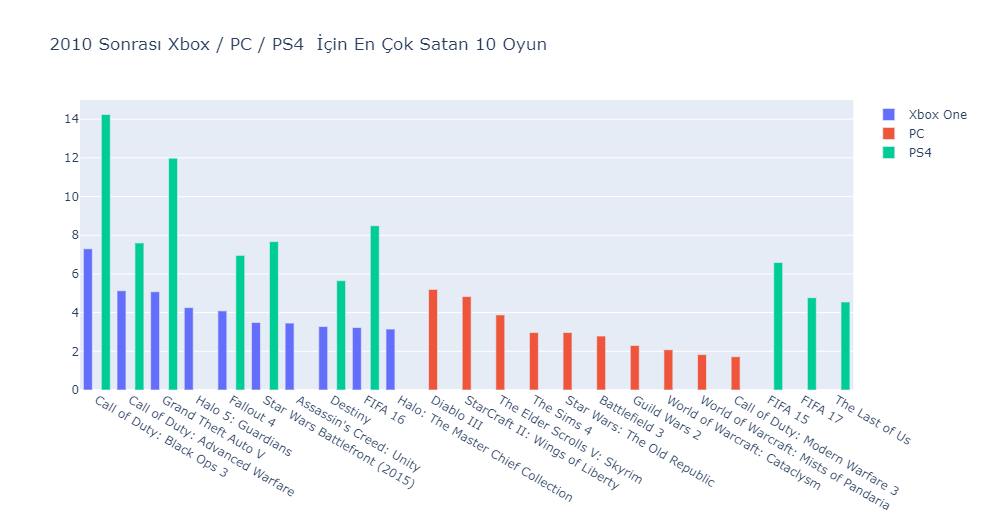 2010 Sonrası Xbox / PC / PS4  İçin En Çok Satan 10 Oyun
Xbox One
PC
PS4
14
12
10
8
6
4
2
0
Call of Duty: Black Ops 3
Call of Duty: Advanced Warfare
Grand Theft Auto V
Halo 5: Guardians
Fallout 4
Star Wars Battlefront (2015)
Assassin's Creed: Unity
Destiny
FIFA 16
Halo: The Master Chief Collection
Diablo III
StarCraft II: Wings of Liberty
The Elder Scrolls V: Skyrim
The Sims 4
Star Wars: The Old Republic
Battlefield 3
Guild Wars 2
World of Warcraft: Cataclysm
World of Warcraft: Mists of Pandaria
Call of Duty: Modern Warfare 3
FIFA 15
FIFA 17
The Last of Us